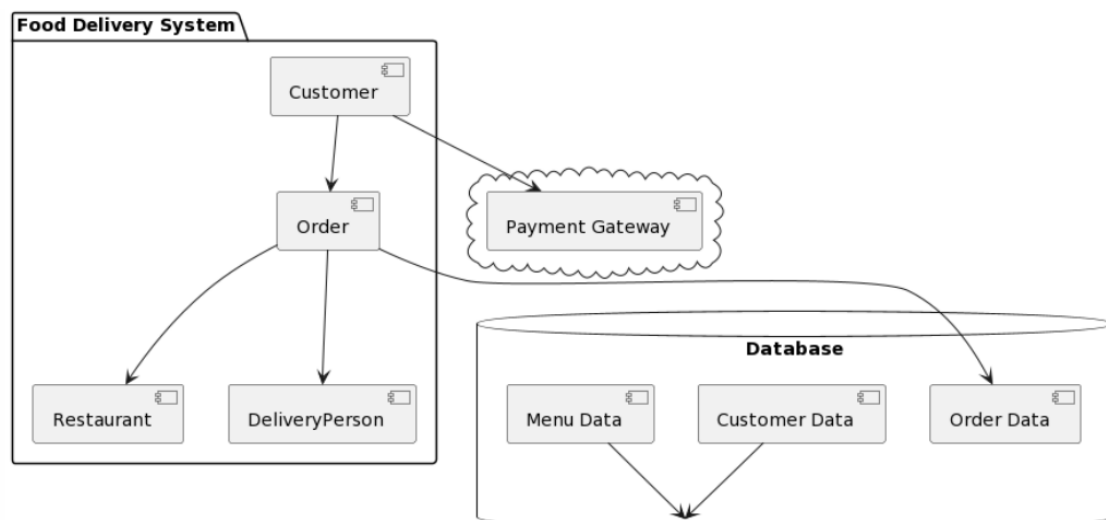 Food Delivery System
Customer
Order
Payment Gateway
Database
Restaurant
DeliveryPerson
Menu Data
Customer Data
Order Data